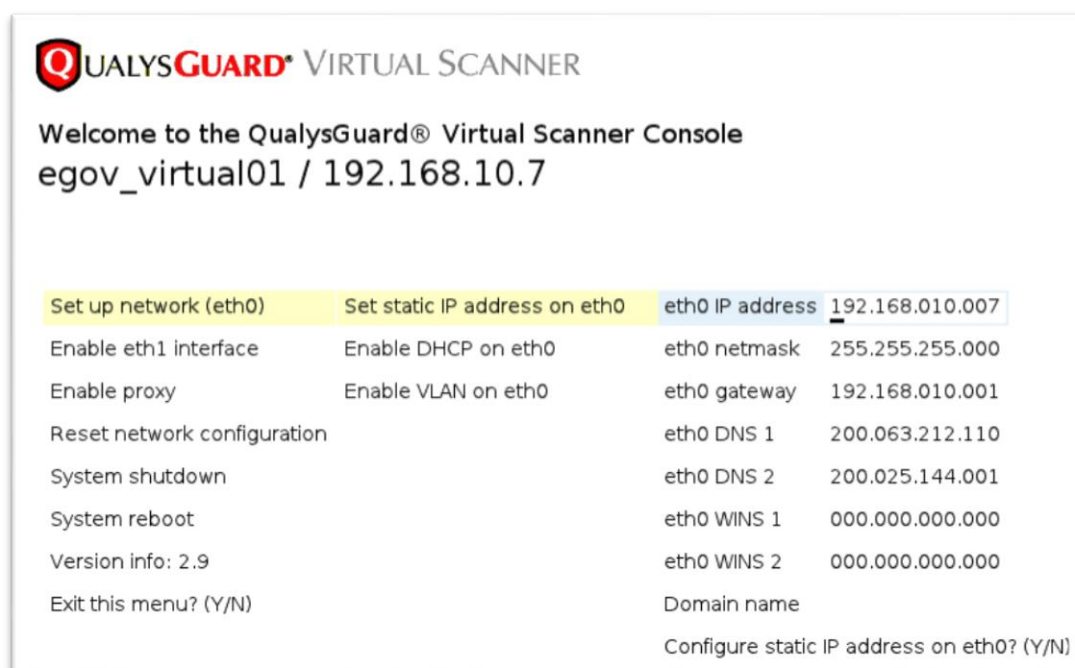 QUALYSGUARD® VIRTUAL SCANNER
Welcome to the QualysGuard® Virtual Scanner Console
egov_virtual01 / 192.168.10.7
Set up network (eth0) Set static IP address on eth0 eth0 IP address 192.168.010.007
Enable eth1 interface Enable DHCP on eth0 eth0 netmask 255.255.255.000
Enable proxy Enable VLAN on eth0 eth0 gateway 192.168.010.001
Reset network configuration eth0 DNS 1 200.063.212.110
System shutdown eth0 DNS 2 200.025.144.001
System reboot eth0 WINS 1 000.000.000.000
Version info: 2.9 eth0 WINS 2 000.000.000.000
Exit this menu? (Y/N) Domain name
Configure static IP address on eth0? (Y/N)